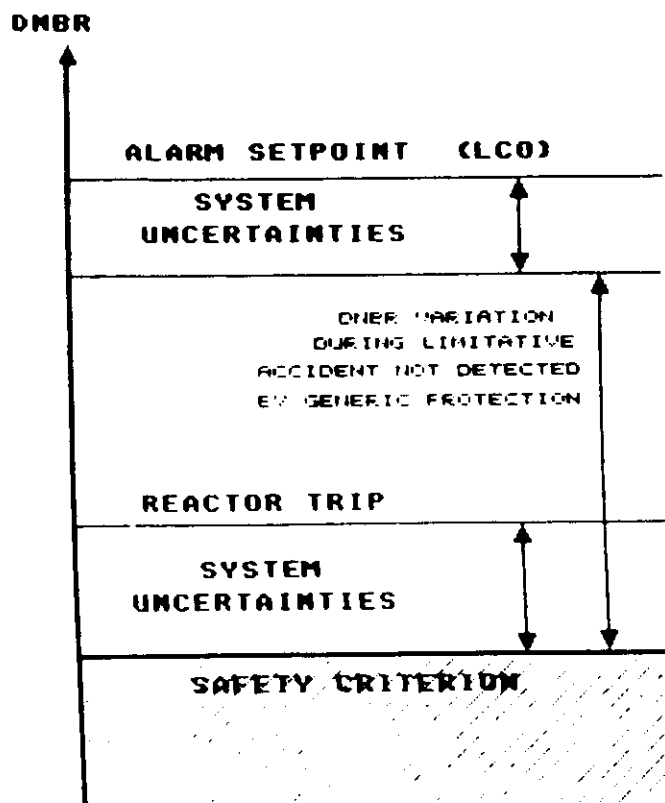 DNBR
ALARM SETPOINT (LCO)
SYSTEM
UNCERTAINTIES
DNBR VARIATION
DURING LIMITATIVE
ACCIDENT NOT DETECTED
BY GENERIC PROTECTION
REACTOR TRIP
SYSTEM
UNCERTAINTIES
SAFETY CRITERION